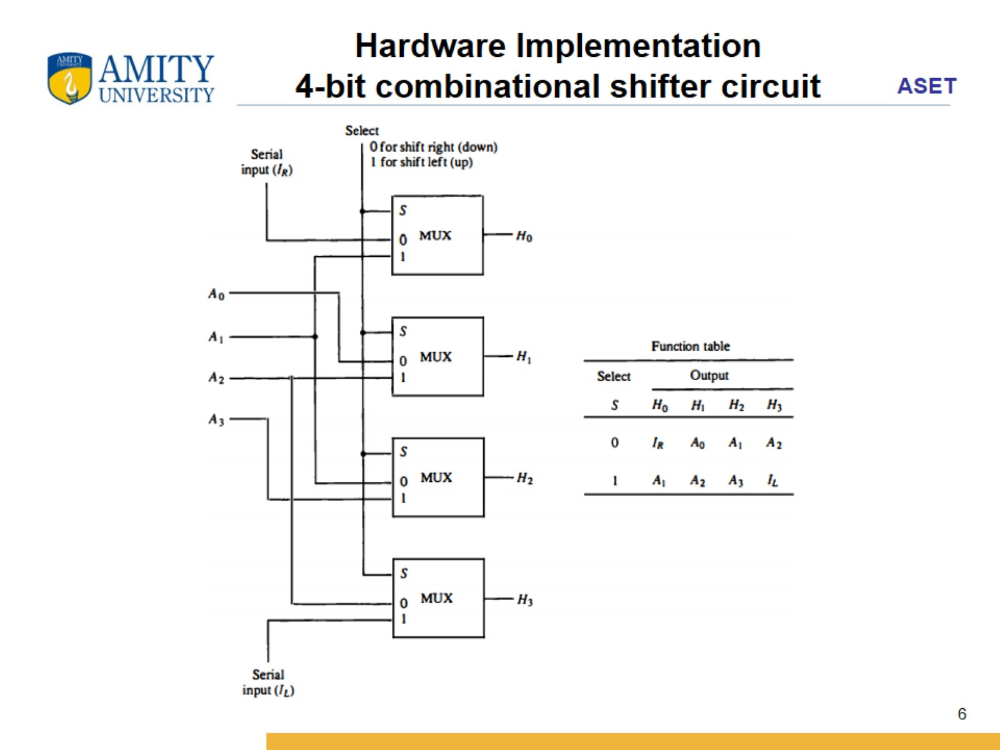 Hardware Implementation
4-bit combinational shifter circuit
AMITY
UNIVERSITY
AMITY
UNIVERSITY
ASET
Select
0 for shift right (down)
1 for shift left (up)
Serial
input (I_R)
S
MUX
0
1
H_0
A_0
A_1
A_2
A_3
S
MUX
0
1
H_1
S
MUX
0
1
H_2
S
MUX
0
1
H_3
Serial
input (I_L)
Function table
Select Output
S H_0 H_1 H_2 H_3
0 I_R A_0 A_1 A_2
1 A_1 A_2 A_3 I_L
6